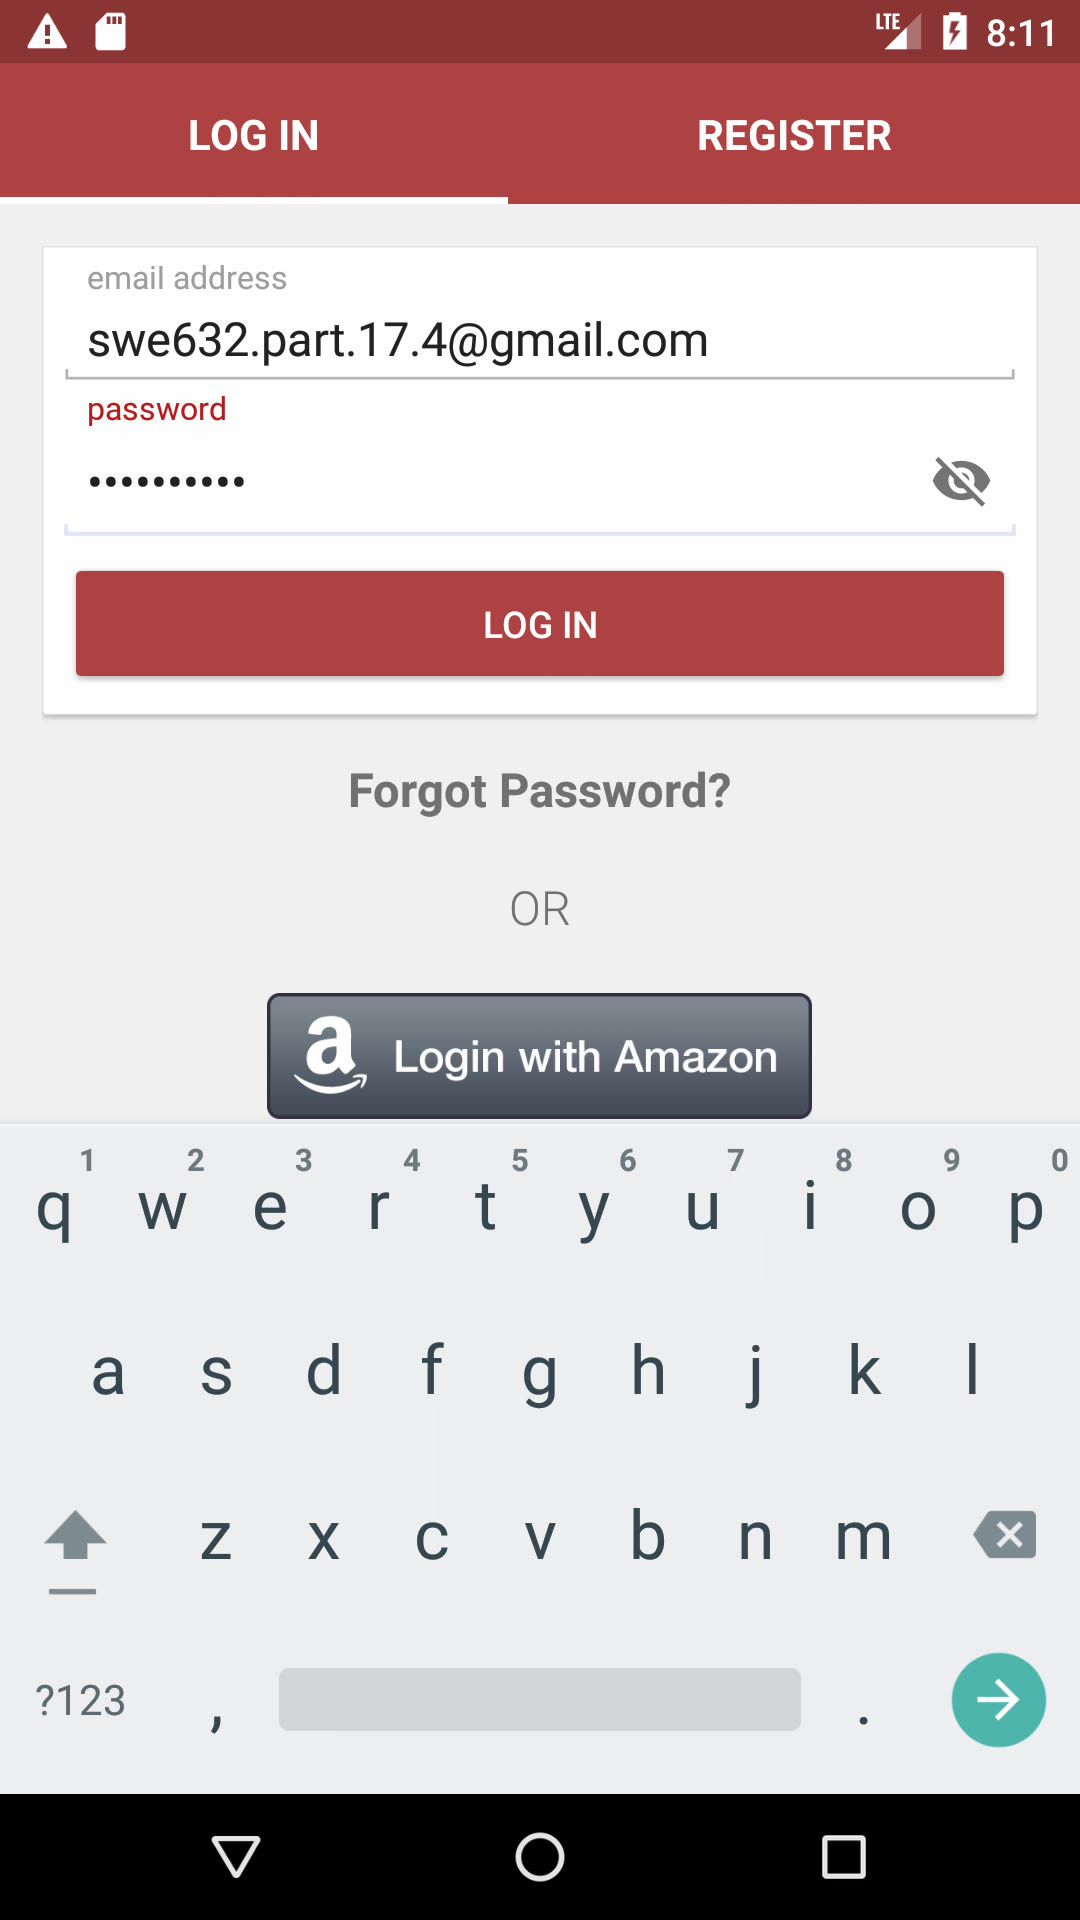 LTE 8:11
LOG IN REGISTER
email address
swe632.part.17.4@gmail.com
password
••••••••••
LOG IN
Forgot Password?
OR
a Login with Amazon
1 2 3 4 5 6 7 8 9 0
q w e r t y u i o p
a s d f g h j k l
z x c v b n m
?123 , .